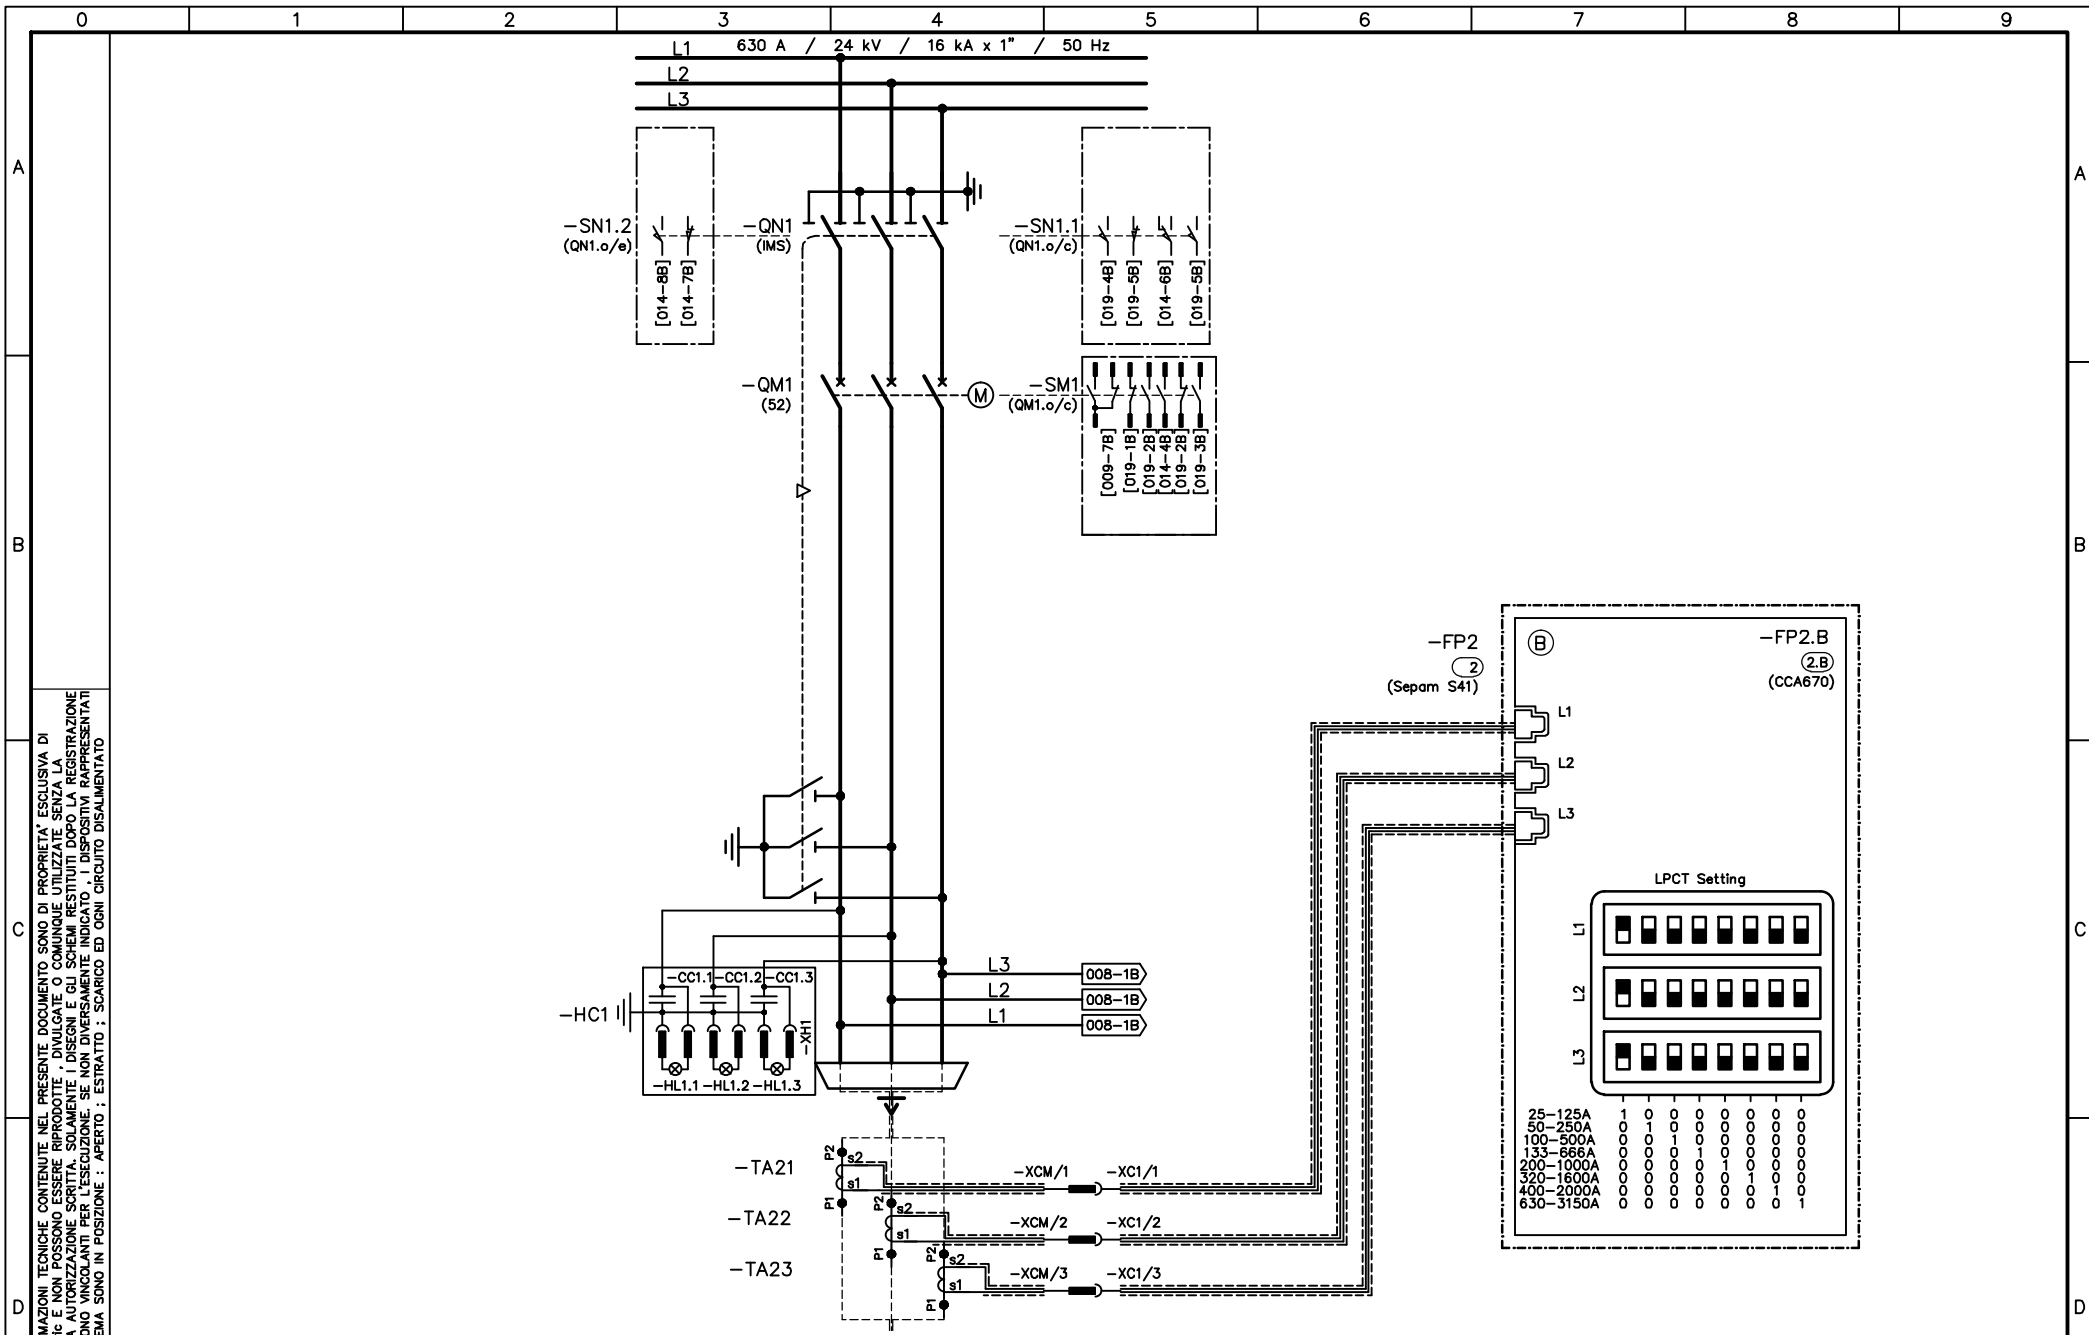 0 1 2 3 4 5 6 7 8 9
L1 630 A / 24 kV / 16 kA x 1" / 50 Hz
L2
L3
A A
-SN1.2
(QN1.o/e)
[014-8B]
[014-7B]
-QN1
(IMS)
-SN1.1
(QN1.o/c)
[019-4B]
[019-5B]
[014-6B]
[019-5B]
-QM1
(52)
M
-SM1
(QM1.o/c)
[009-7B]
[019-1B]
[019-2B]
[014-4B]
[019-2B]
[019-3B]
B B
-FP2
2
(Sepam S41)
B
-FP2.B
2.B
(CCA670)
L1
L2
L3
LPCT Setting
L1
L2
L3
25-125A 1 0 0 0 0 0 0 0
50-250A 0 1 0 0 0 0 0 0
100-500A 0 0 1 0 0 0 0 0
133-666A 0 0 0 1 0 0 0 0
200-1000A 0 0 0 0 1 0 0 0
320-1600A 0 0 0 0 0 1 0 0
400-2000A 0 0 0 0 0 0 1 0
630-3150A 0 0 0 0 0 0 0 1
C C
-HC1
-CC1.1 -CC1.2 -CC1.3
-XH1
-HL1.1 -HL1.2 -HL1.3
L3 008-1B
L2 008-1B
L1 008-1B
-TA21
P2
s2
s1
P1
-XCM/1 -XC1/1
-TA22
P2
s2
s1
P1
-XCM/2 -XC1/2
-TA23
P2
s2
s1
P1
-XCM/3 -XC1/3
D D
MAZIONI TECNICHE CONTENUTE NEL PRESENTE DOCUMENTO SONO DI PROPRIETA' ESCLUSIVA DI
ic E NON POSSONO ESSERE RIPRODOTTE , DIVULGATE O COMUNQUE UTILIZZATE SENZA LA
A AUTORIZZAZIONE SCRITTA. SOLAMENTE I DISEGNI E GLI SCHEMI RESTITUITI DOPO LA REGISTRAZIONE
ONO VINCOLANTI PER L'ESECUZIONE. SE NON DIVERSAMENTE INDICATO , I DISPOSITIVI RAPPRESENTATI
EMA SONO IN POSIZIONE : APERTO ; ESTRATTO ; SCARICO ED OGNI CIRCUITO DISALIMENTATO